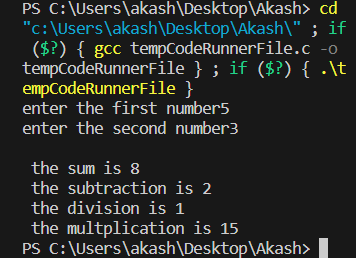 PS C:\Users\akash\Desktop\Akash> cd
"c:\Users\akash\Desktop\Akash\" ; if
($?) { gcc tempCodeRunnerFile.c -o
tempCodeRunnerFile } ; if ($?) { .\t
empCodeRunnerFile }
enter the first number5
enter the second number3
the sum is 8
the subtraction is 2
the division is 1
the multplication is 15
PS C:\Users\akash\Desktop\Akash>